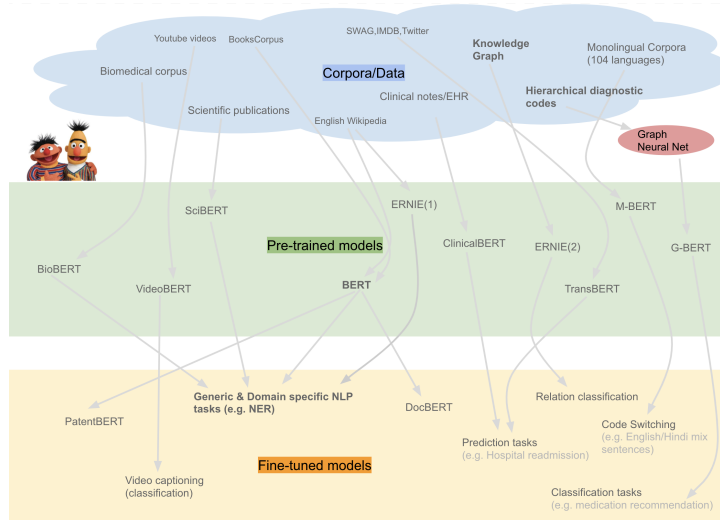 Youtube videos
BooksCorpus
SWAG,IMDB,Twitter
Knowledge
Graph
Monolingual Corpora
(104 languages)
Biomedical corpus
Corpora/Data
Hierarchical diagnostic
codes
Clinical notes/EHR
Scientific publications
English Wikipedia
Graph
Neural Net
SciBERT
ERNIE(1)
M-BERT
Pre-trained models
ClinicalBERT
ERNIE(2)
G-BERT
BioBERT
VideoBERT
BERT
TransBERT
Generic & Domain specific NLP
tasks (e.g. NER)
Relation classification
PatentBERT
DocBERT
Code Switching
(e.g. English/Hindi mix
sentences)
Prediction tasks
(e.g. Hospital readmission)
Fine-tuned models
Video captioning
(classification)
Classification tasks
(e.g. medication recommendation)